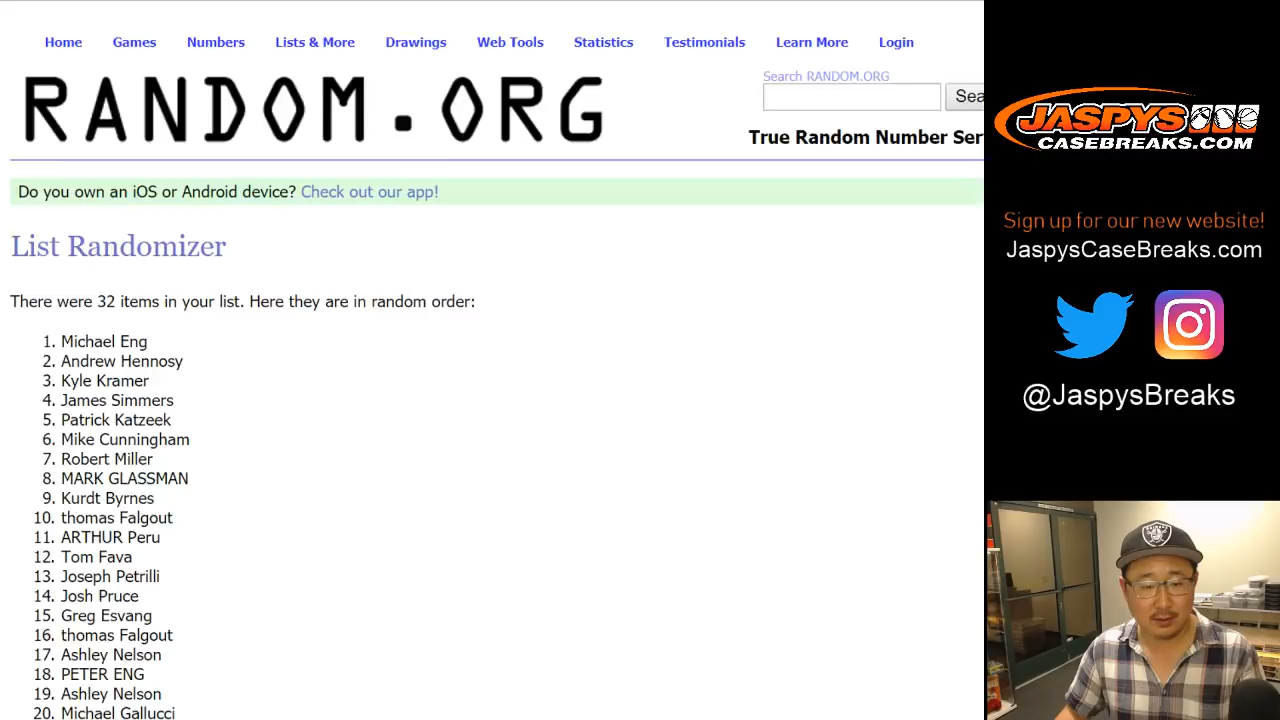 Home Games Numbers Lists & More Drawings Web Tools Statistics Testimonials Learn More Login
RANDOM.ORG
Search RANDOM.ORG
Sea
True Random Number Ser
Do you own an iOS or Android device? Check out our app!
List Randomizer
There were 32 items in your list. Here they are in random order:
1. Michael Eng
2. Andrew Hennosy
3. Kyle Kramer
4. James Simmers
5. Patrick Katzeek
6. Mike Cunningham
7. Robert Miller
8. MARK GLASSMAN
9. Kurdt Byrnes
10. thomas Falgout
11. ARTHUR Peru
12. Tom Fava
13. Joseph Petrilli
14. Josh Pruce
15. Greg Esvang
16. thomas Falgout
17. Ashley Nelson
18. PETER ENG
19. Ashley Nelson
20. Michael Gallucci
JASPYS
CASEBREAKS.COM
Sign up for our new website!
JaspysCaseBreaks.com
@JaspysBreaks